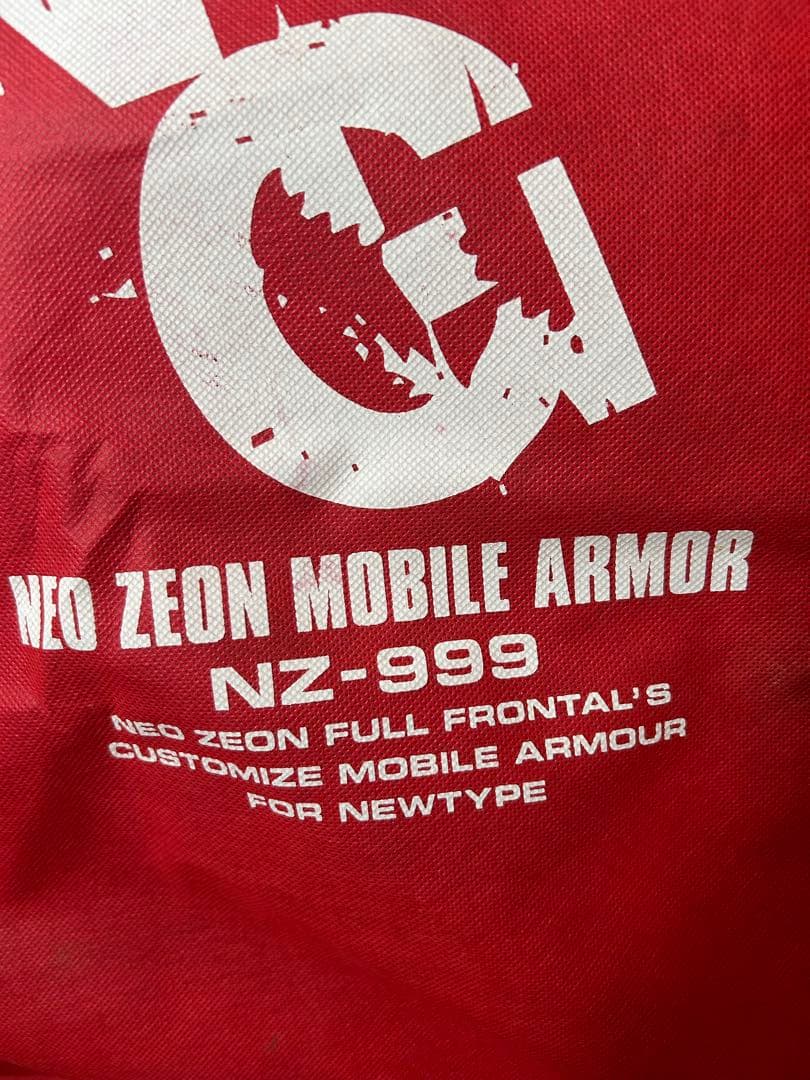 G
NEO ZEON MOBILE ARMOR
NZ-999
NEO ZEON FULL FRONTAL'S
CUSTOMIZE MOBILE ARMOUR
FOR NEWTYPE